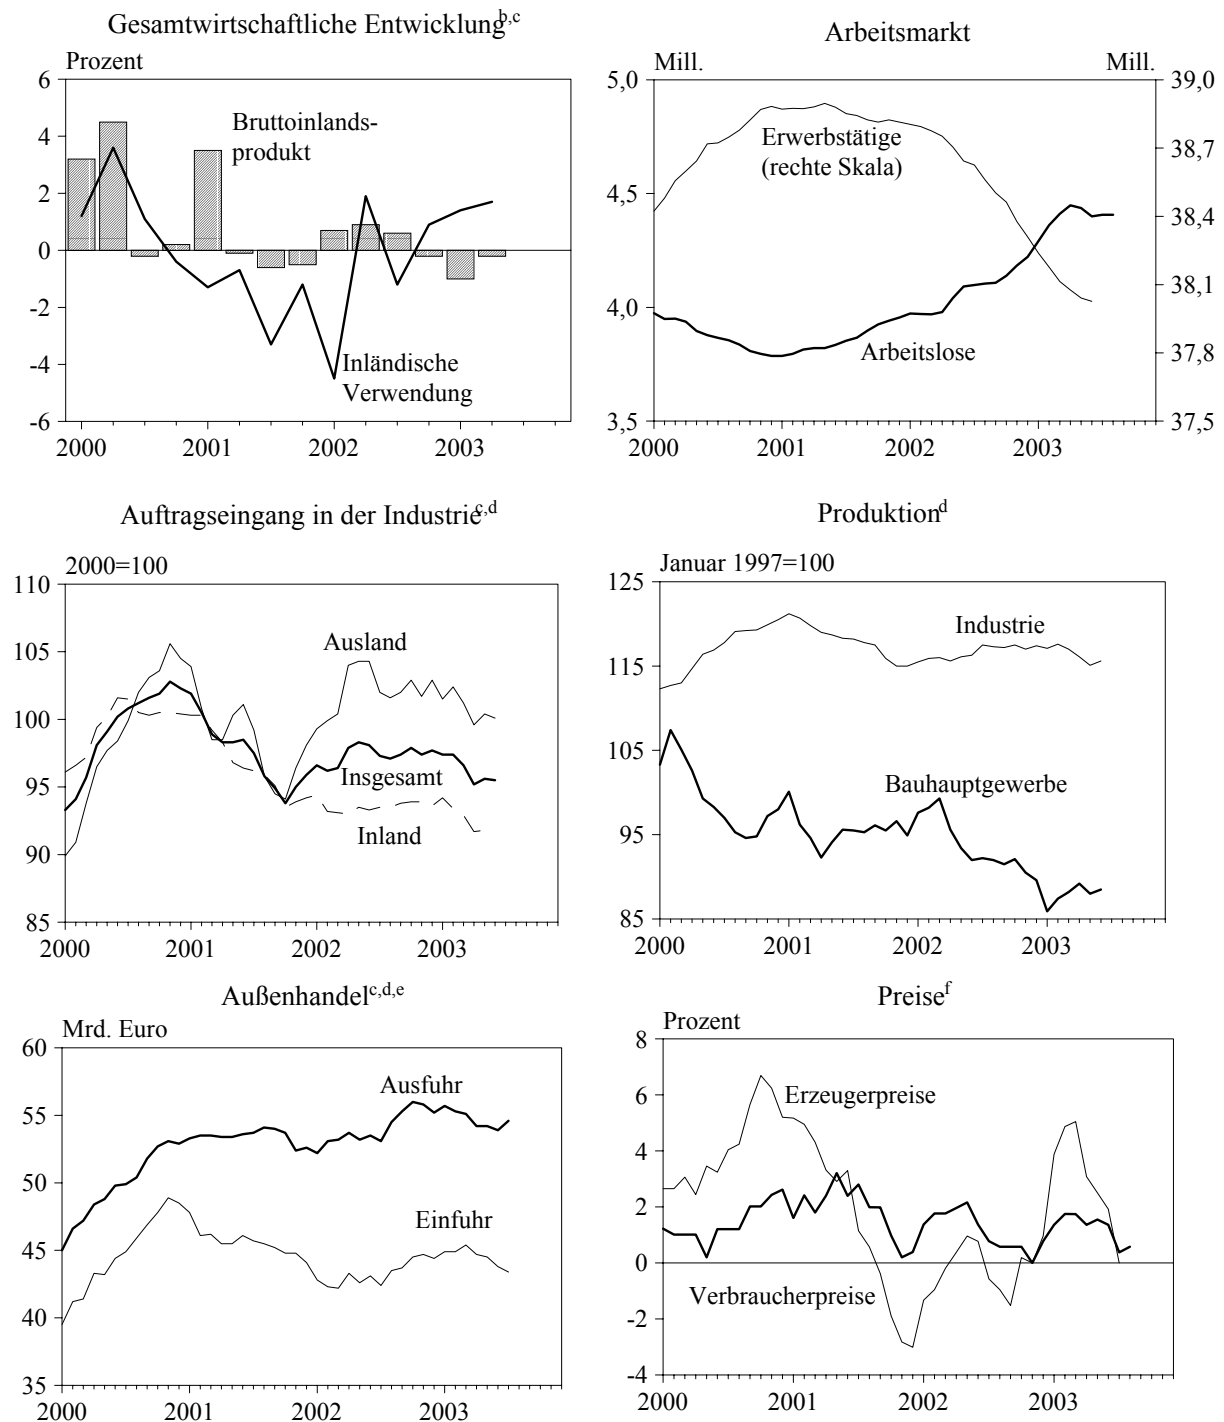 Gesamtwirtschaftliche Entwicklung b,c
Prozent
6
4
2
0
-2
-4
-6
Bruttoinlands-
produkt
Inländische
Verwendung
2000 2001 2002 2003
Arbeitsmarkt
Mill. Mill.
5,0
4,5
4,0
3,5
39,0
38,7
38,4
38,1
37,8
37,5
Erwerbstätige
(rechte Skala)
Arbeitslose
2000 2001 2002 2003
Auftragseingang in der Industrie c,d
2000=100
110
105
100
95
90
85
Ausland
Insgesamt
Inland
2000 2001 2002 2003
Produktion d
Januar 1997=100
125
115
105
95
85
Industrie
Bauhauptgewerbe
2000 2001 2002 2003
Außenhandel c,d,e
Mrd. Euro
60
55
50
45
40
35
Ausfuhr
Einfuhr
2000 2001 2002 2003
Preise f
Prozent
8
6
4
2
0
-2
-4
Erzeugerpreise
Verbraucherpreise
2000 2001 2002 2003